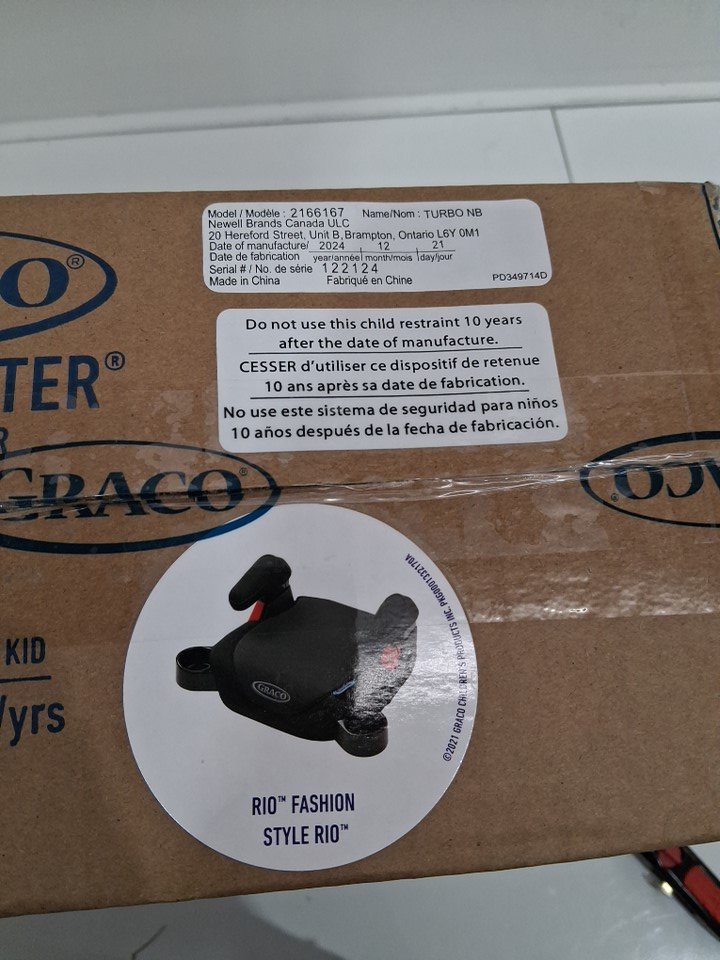 Model / Modèle : 2166167 Name/Nom : TURBO NB
Newell Brands Canada ULC
20 Hereford Street, Unit B, Brampton, Ontario L6Y 0M1
Date of manufacture/ 2024 12 21
Date de fabrication year/année month/mois day/jour
Serial # / No. de série 122124
Made in China Fabriqué en Chine PD349714D
Do not use this child restraint 10 years
after the date of manufacture.
CESSER d'utiliser ce dispositif de retenue
10 ans après sa date de fabrication.
No use este sistema de seguridad para niños
10 años después de la fecha de fabricación.
O®
TER®
R
GRACO®
GRACO®
KID
/yrs
GRACO
©2021 GRACO CHILDREN'S PRODUCTS INC. PKG00013332170A
RIO™ FASHION
STYLE RIO™